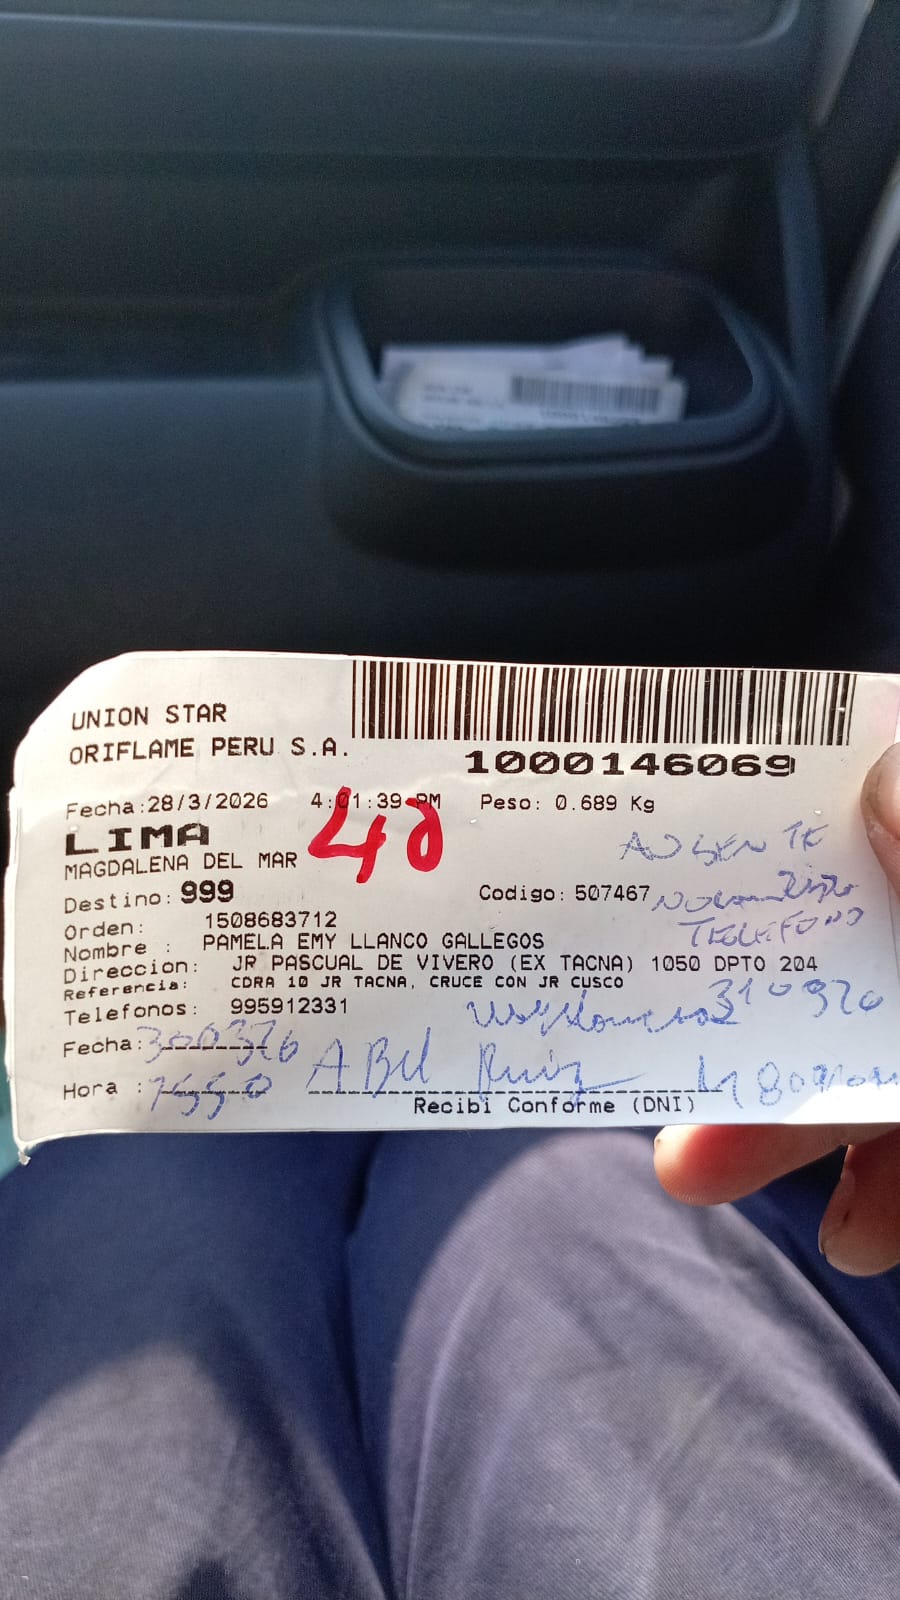 UNION STAR
ORIFLAME PERU S.A.
1000146069
Fecha:28/3/2026 4:01:39 PM Peso: 0.689 Kg
LIMA
40
MAGDALENA DEL MAR
AUSENTE
Destino: 999 Codigo: 507467
TELEFONO
Orden: 1508683712
Nombre : PAMELA EMY LLANCO GALLEGOS
Direccion: JR PASCUAL DE VIVERO (EX TACNA) 1050 DPTO 204
Referencia: CDRA 10 JR TACNA, CRUCE CON JR CUSCO
Telefonos: 995912331
310326
Fecha: 300326
ABel Ruiz
Hora : 1550
Recibi Conforme (DNI)